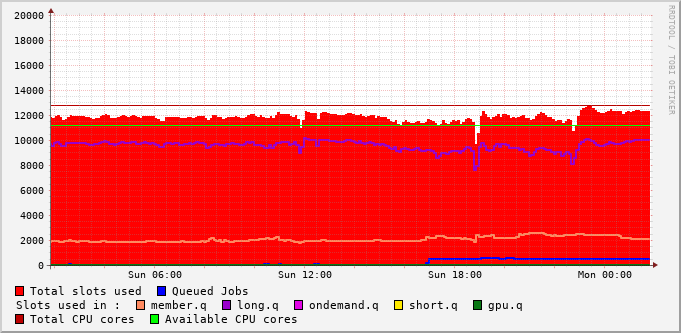 RRDTOOL / TOBI OETIKER
20000
18000
16000
14000
12000
10000
8000
6000
4000
2000
0
Sun 06:00 Sun 12:00 Sun 18:00 Mon 00:00
Total slots used Queued Jobs
Slots used in : member.q long.q ondemand.q short.q gpu.q
Total CPU cores Available CPU cores